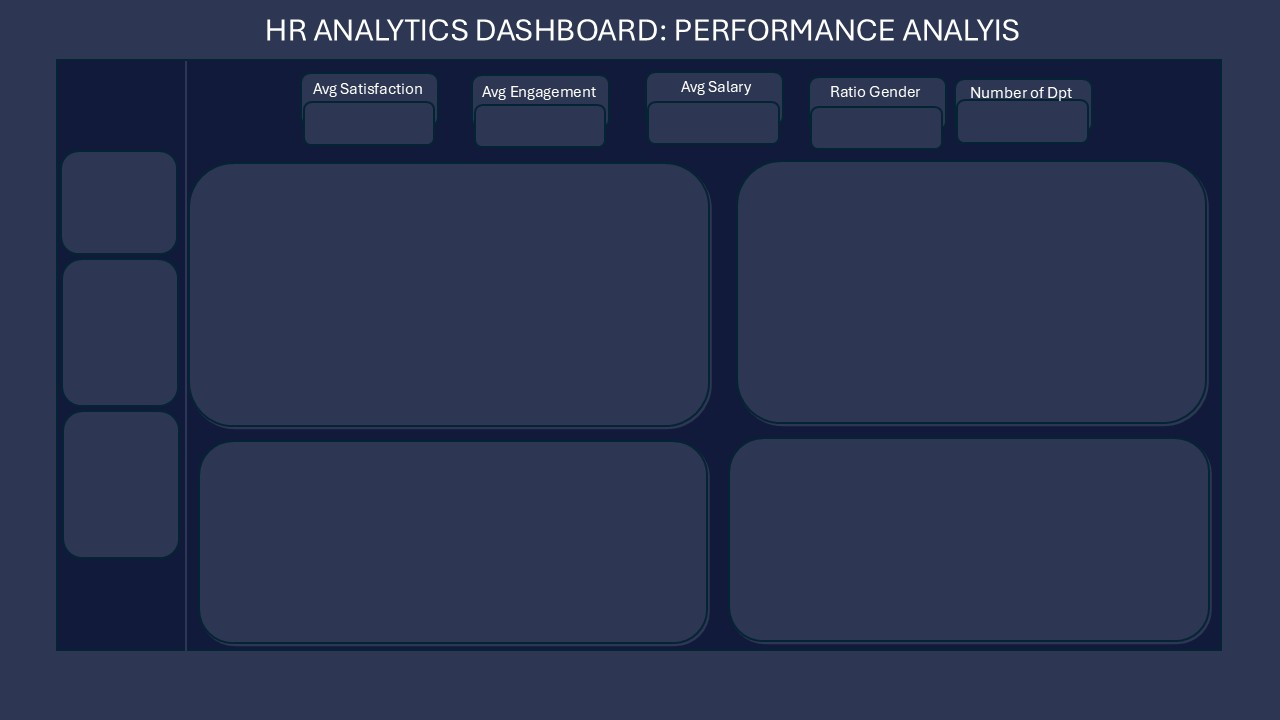 HR ANALYTICS DASHBOARD: PERFORMANCE ANALYIS
Avg Satisfaction
Avg Engagement
Avg Salary
Ratio Gender
Number of Dpt